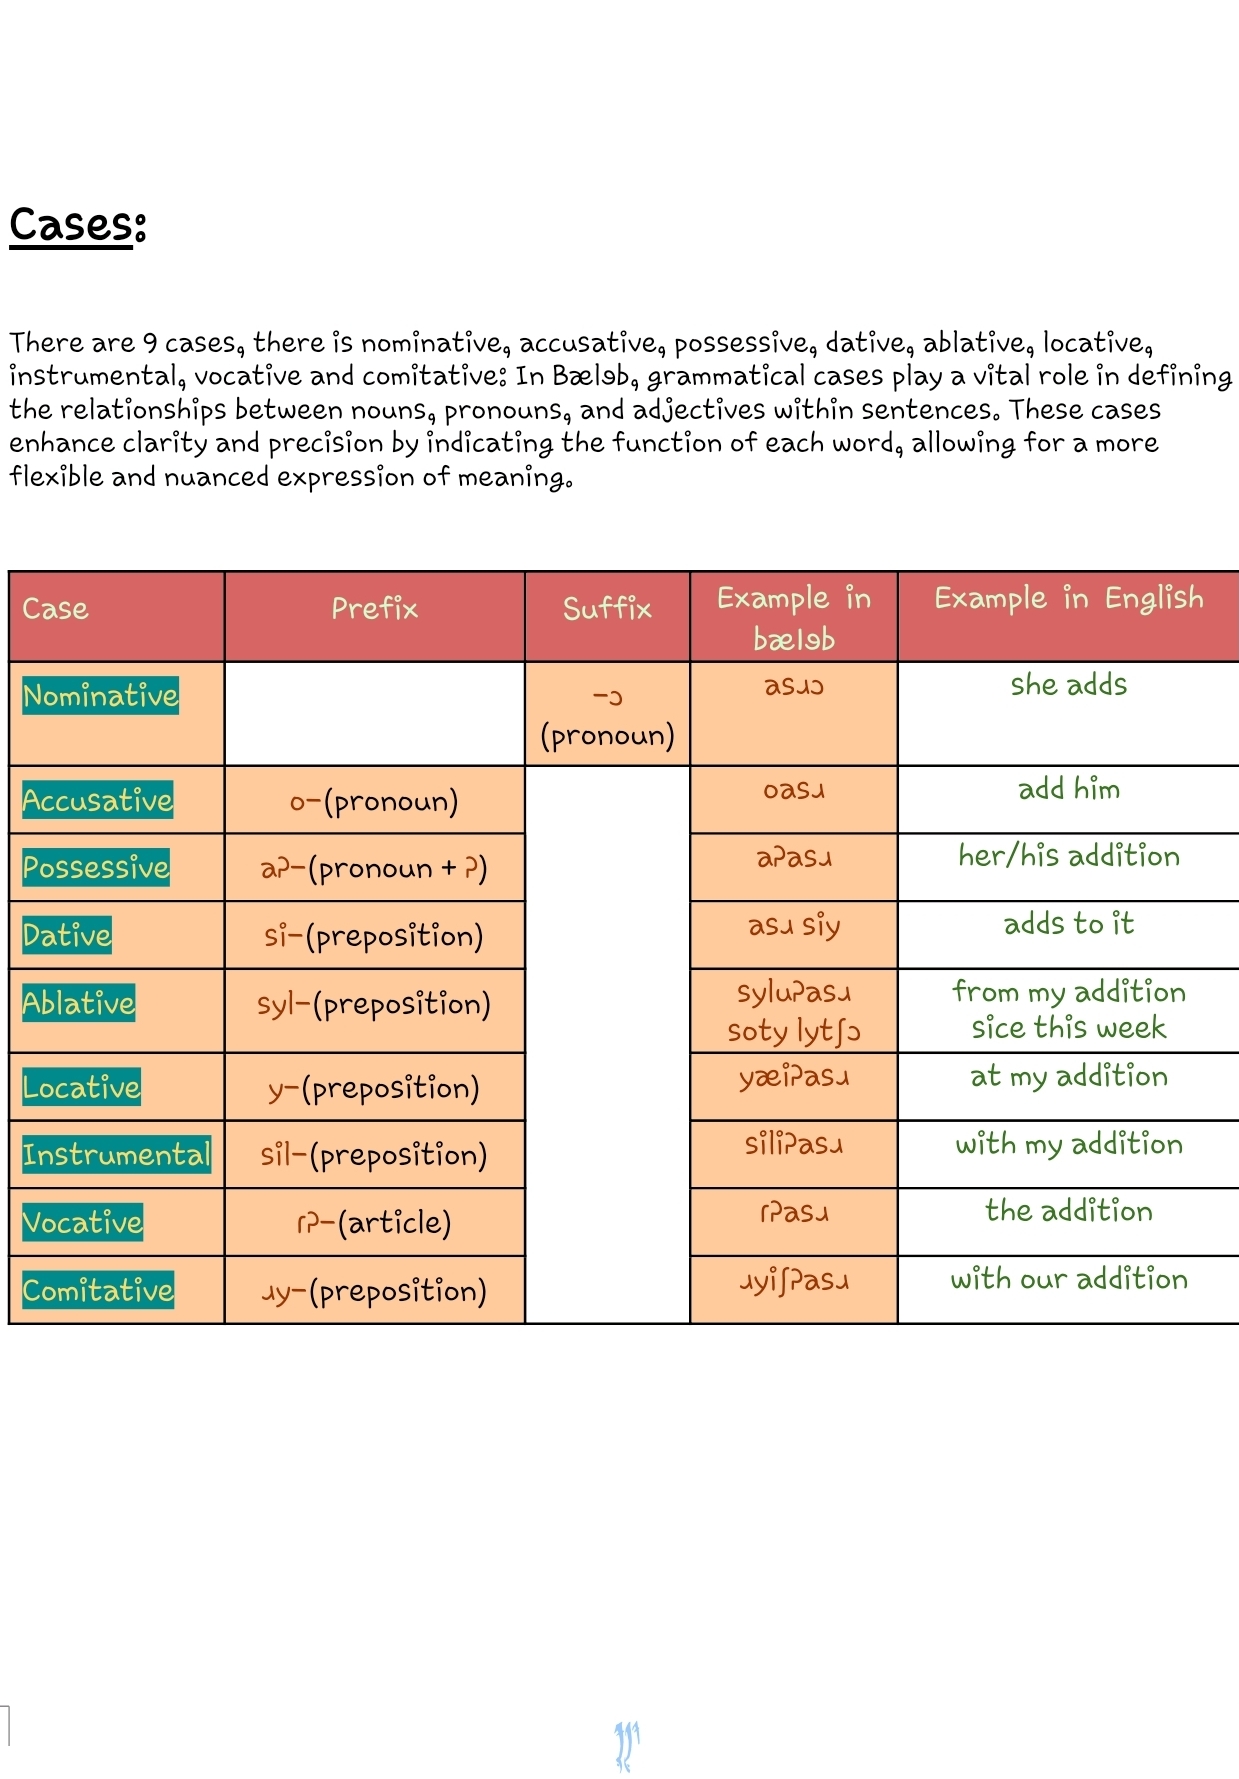 Cases:
There are 9 cases, there is nominative, accusative, possessive, dative, ablative, locative,
instrumental, vocative and comitative: In Bælɘb, grammatical cases play a vital role in defining
the relationships between nouns, pronouns, and adjectives within sentences. These cases
enhance clarity and precision by indicating the function of each word, allowing for a more
flexible and nuanced expression of meaning.
Case Prefix Suffix Example in Example in English
bælɘb
Nominative -ɔ asɹɔ she adds
(pronoun)
Accusative o-(pronoun) oasɹ add him
Possessive aʔ-(pronoun + ʔ) aʔasɹ her/his addition
Dative si-(preposition) asɹ siy adds to it
Ablative syl-(preposition) syluʔasɹ from my addition
soty lytʃɔ sice this week
Locative y-(preposition) yæiʔasɹ at my addition
Instrumental sil-(preposition) siliʔasɹ with my addition
Vocative ɾʔ-(article) ɾʔasɹ the addition
Comitative ɹy-(preposition) ɹyiʃʔasɹ with our addition